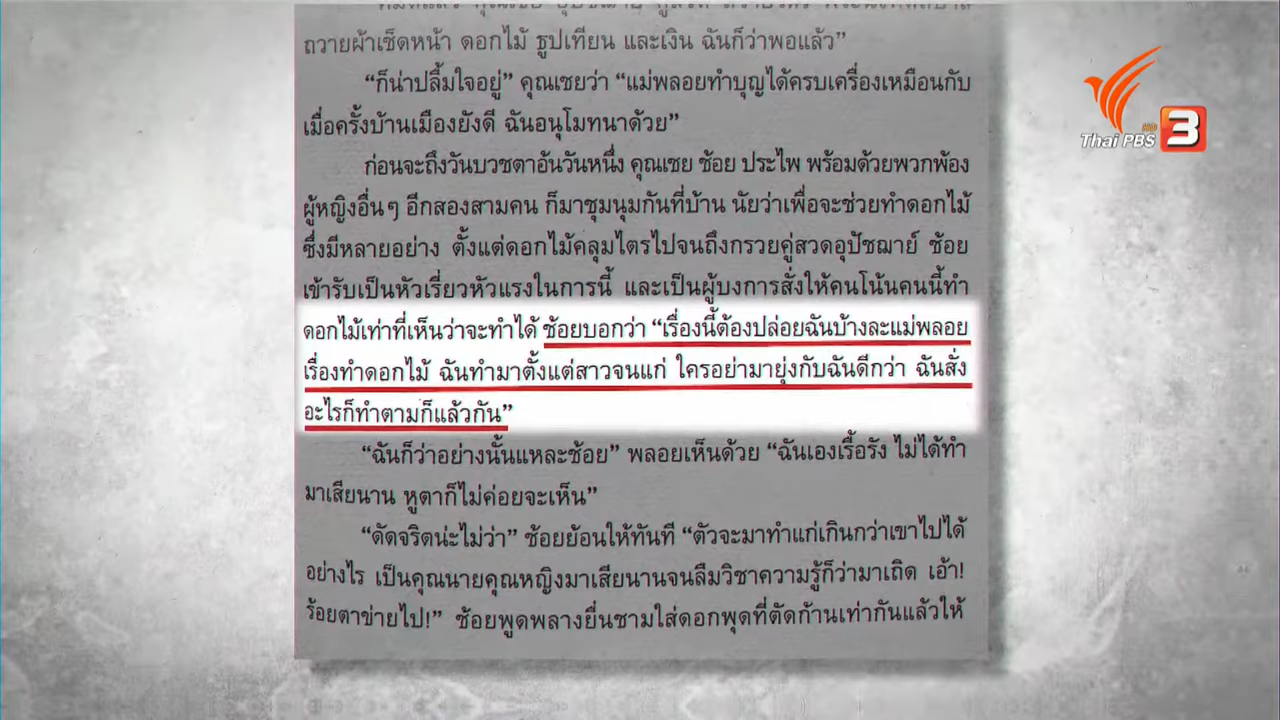 ถวายผ้าเช็ดหน้า ดอกไม้ ธูปเทียน และเงิน ฉันก็ว่าพอแล้ว”
“ก็น่าปลื้มใจอยู่” คุณเชยว่า “แม่พลอยทำบุญได้ครบเครื่องเหมือนกับ
เมื่อครั้งบ้านเมืองยังดี ฉันอนุโมทนาด้วย”
ก่อนจะถึงวันบวชตาอ้นวันหนึ่ง คุณเชย ช้อย ประไพ พร้อมด้วยพวกพ้อง
ผู้หญิงอื่นๆ อีกสองสามคน ก็มาชุมนุมกันที่บ้าน นัยว่าเพื่อจะช่วยทำดอกไม้
ซึ่งมีหลายอย่าง ตั้งแต่ดอกไม้คลุมไตรไปจนถึงกรวยคู่สวดอุปัชฌาย์ ช้อย
เข้ารับเป็นหัวเรี่ยวหัวแรงในการนี้ และเป็นผู้บงการสั่งให้คนโน้นคนนี้ทำ
ดอกไม้เท่าที่เห็นว่าจะทำได้ ช้อยบอกว่า “เรื่องนี้ต้องปล่อยฉันบ้างละแม่พลอย
เรื่องทำดอกไม้ ฉันทำมาตั้งแต่สาวจนแก่ ใครอย่ามายุ่งกับฉันดีกว่า ฉันสั่ง
อะไรก็ทำตามก็แล้วกัน”
“ฉันก็ว่าอย่างนั้นแหละช้อย” พลอยเห็นด้วย “ฉันเองเรื้อรัง ไม่ได้ทำ
มาเสียนาน หูตาก็ไม่ค่อยจะเห็น”
“ดัดจริตน่ะไม่ว่า” ช้อยย้อนให้ทันที “ตัวจะมาทำแก่เกินกว่าเขาไปได้
อย่างไร เป็นคุณนายคุณหญิงมาเสียนานจนลืมวิชาความรู้ก็ว่ามาเถิด เอ้า!
ร้อยตาข่ายไป!” ช้อยพูดพลางยื่นชามใส่ดอกพุดที่ตัดก้านเท่ากันแล้วให้
Thai PBS HD 3